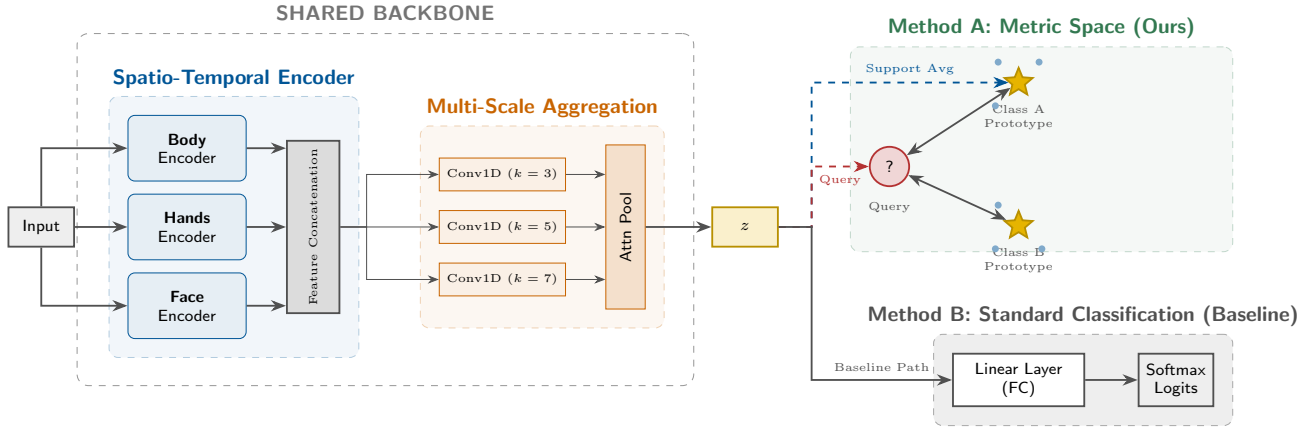 SHARED BACKBONE
Spatio-Temporal Encoder
Input
Body
Encoder
Hands
Encoder
Face
Encoder
Feature Concatenation
Multi-Scale Aggregation
Conv1D (k = 3)
Conv1D (k = 5)
Conv1D (k = 7)
Attn Pool
z
Method A: Metric Space (Ours)
Support Avg
Class A
Prototype
?
Query
Query
Class B
Prototype
Method B: Standard Classification (Baseline)
Baseline Path
Linear Layer
(FC)
Softmax
Logits